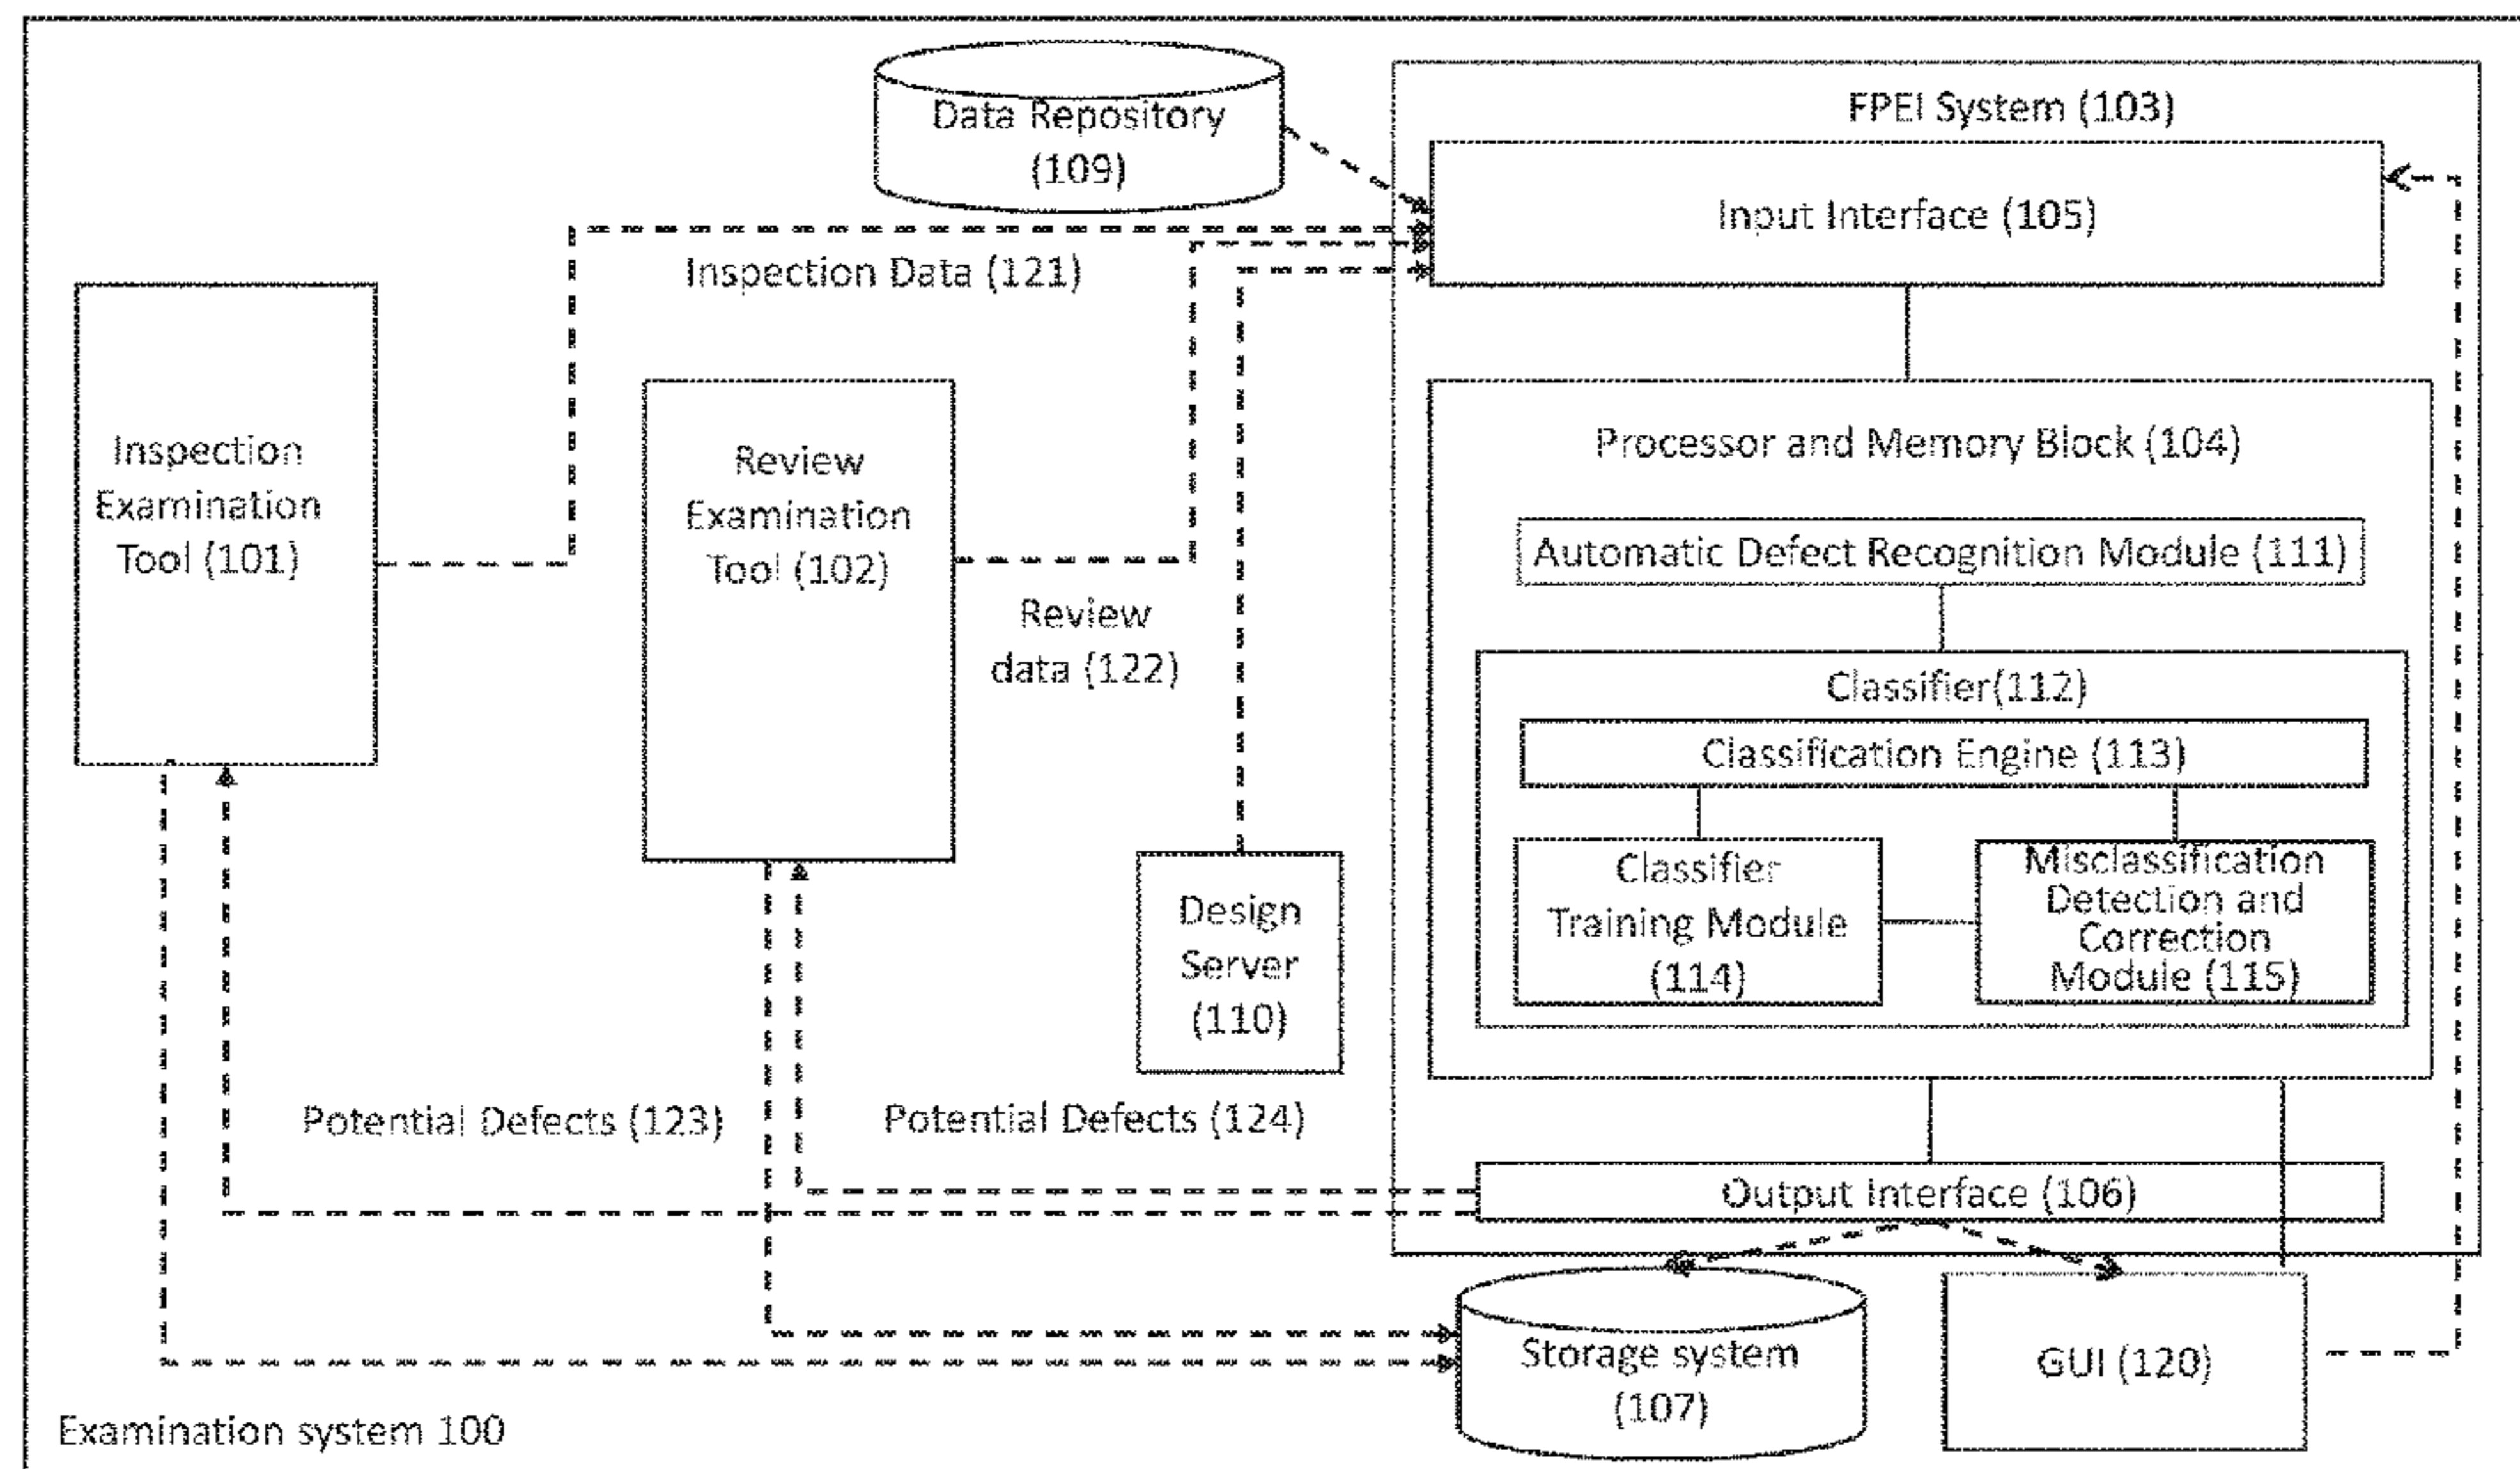 Data Repository
(109)
FPEI System (103)
Input Interface (105)
Inspection Data (121)
Inspection
Examination
Tool (101)
Review
Examination
Tool (102)
Review
data (122)
Processor and Memory Block (104)
Automatic Defect Recognition Module (111)
Classifier(112)
Classification Engine (113)
Classifier
Training Module
(114)
Misclassification
Detection and
Correction
Module (115)
Design
Server
(110)
Potential Defects (123)
Potential Defects (124)
Output Interface (106)
Storage system
(107)
GUI (120)
Examination system 100